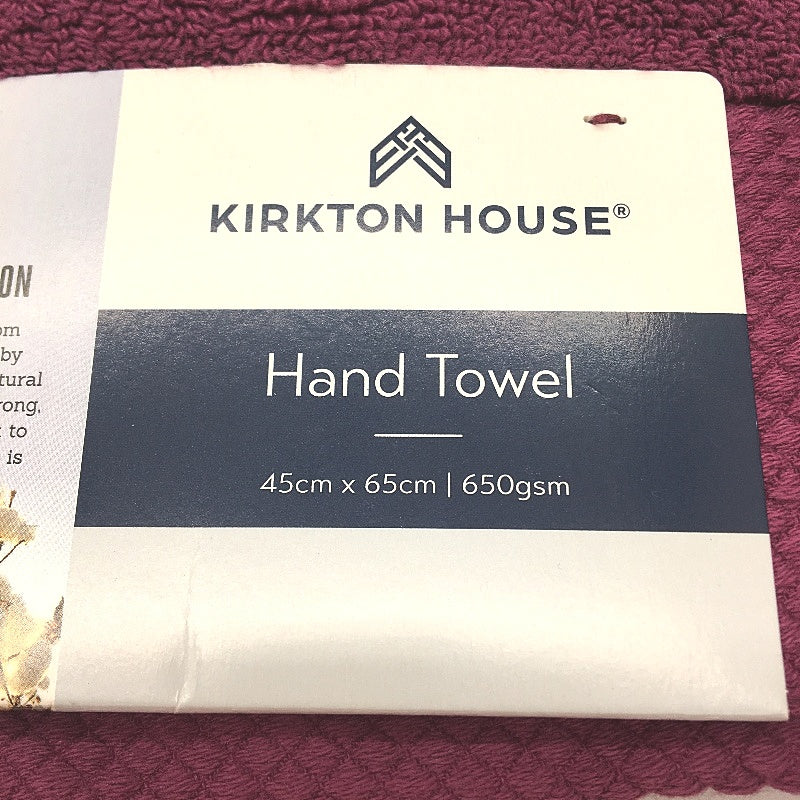 KIRKTON HOUSE®
Hand Towel
45cm x 65cm | 650gsm
ON
om
by
tural
rong,
to
is